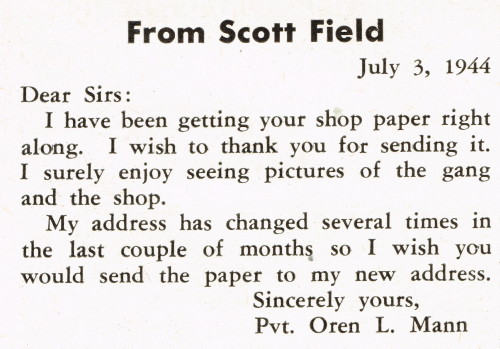 From Scott Field
July 3, 1944
Dear Sirs:
I have been getting your shop paper right
along. I wish to thank you for sending it.
I surely enjoy seeing pictures of the gang
and the shop.
My address has changed several times in
the last couple of months so I wish you
would send the paper to my new address.
Sincerely yours,
Pvt. Oren L. Mann